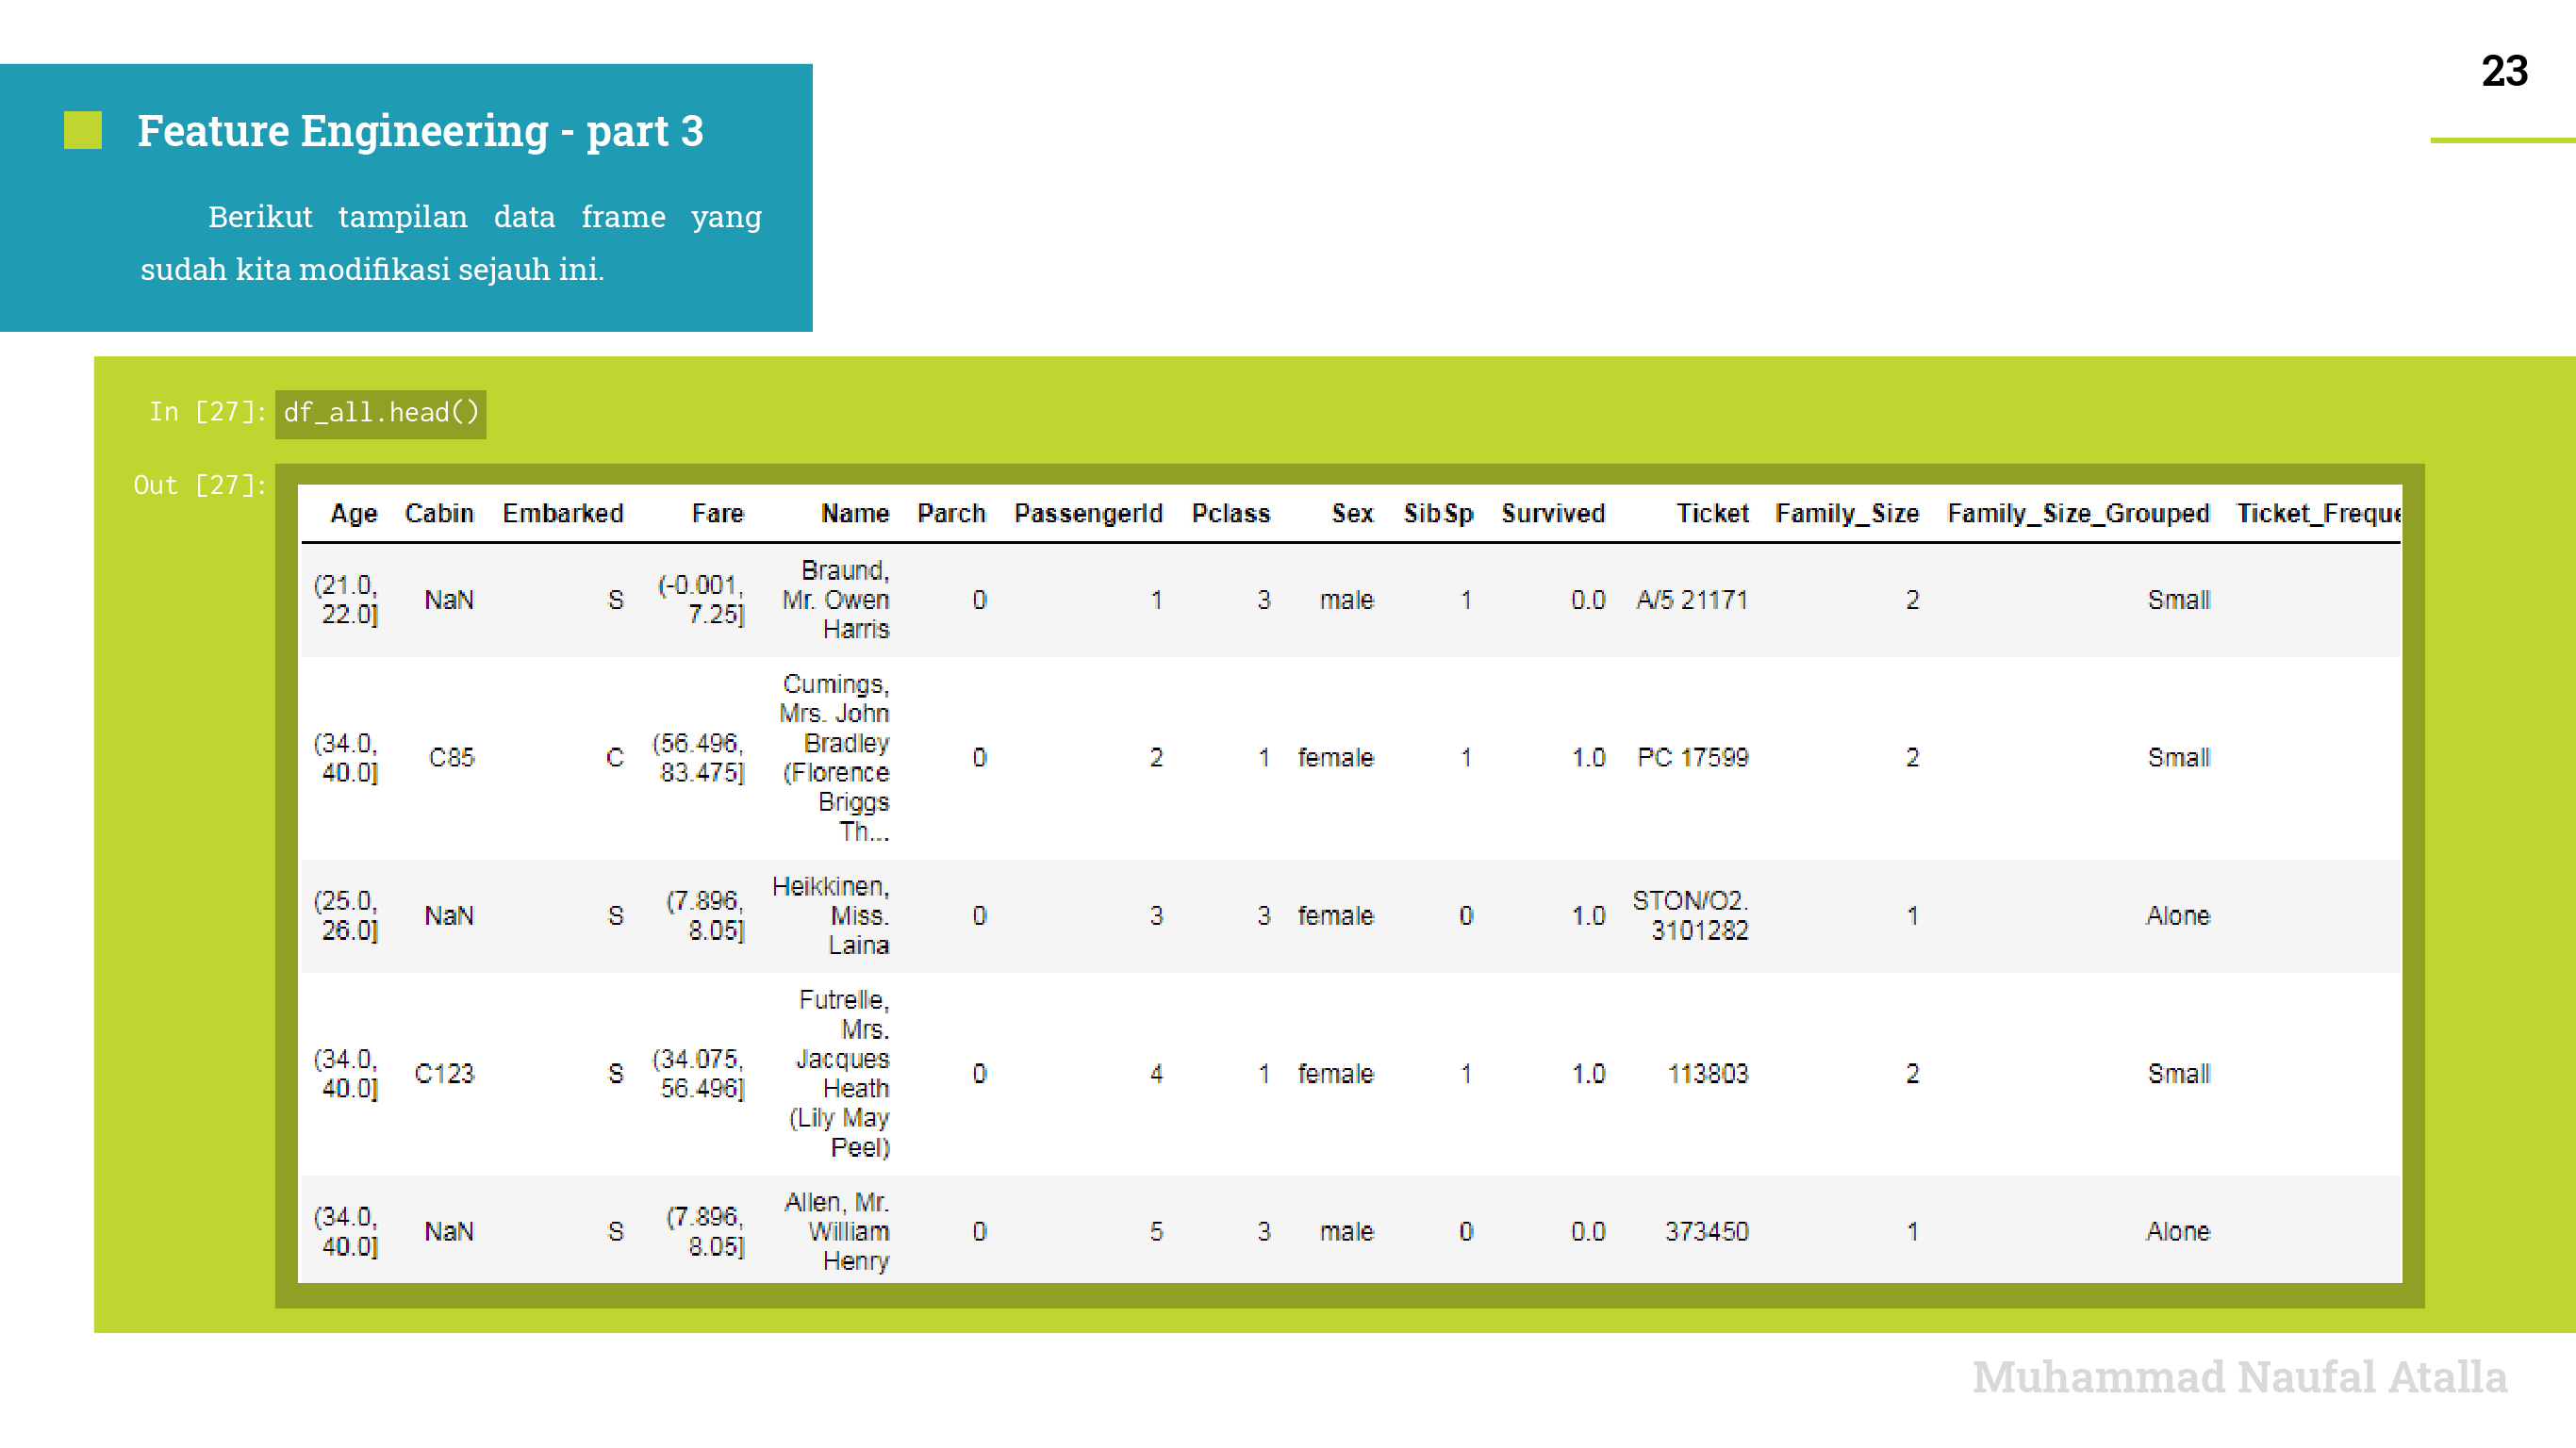 23
Feature Engineering - part 3
Berikut tampilan data frame yang
sudah kita modifikasi sejauh ini.
In [27]: df_all.head()
Out [27]:
Age Cabin Embarked Fare Name Parch PassengerId Pclass Sex SibSp Survived Ticket Family_Size Family_Size_Grouped Ticket_Freque
(21.0, 22.0] NaN S (-0.001, 7.25] Braund, Mr. Owen Harris 0 1 3 male 1 0.0 A/5 21171 2 Small
(34.0, 40.0] C85 C (56.496, 83.475] Cumings, Mrs. John Bradley (Florence Briggs Th... 0 2 1 female 1 1.0 PC 17599 2 Small
(25.0, 26.0] NaN S (7.896, 8.05] Heikkinen, Miss. Laina 0 3 3 female 0 1.0 STON/O2. 3101282 1 Alone
(34.0, 40.0] C123 S (34.075, 56.496] Futrelle, Mrs. Jacques Heath (Lily May Peel) 0 4 1 female 1 1.0 113803 2 Small
(34.0, 40.0] NaN S (7.896, 8.05] Allen, Mr. William Henry 0 5 3 male 0 0.0 373450 1 Alone
Muhammad Naufal Atalla